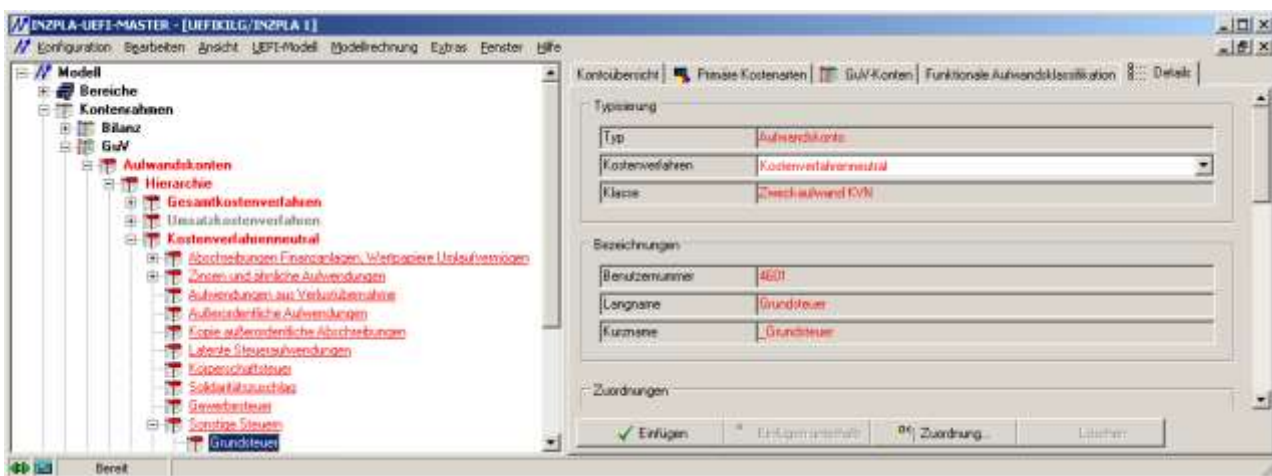 INZPLA-UEFI-MASTER - [UEFIKILG/INZPLA 1]
Konfiguration Bearbeiten Ansicht UEFI-Modell Modellrechnung Extras Fenster Hilfe
Modell
Bereiche
Kontenrahmen
Bilanz
GuV
Aufwandskonten
Hierarchie
Gesamtkostenverfahren
Umsatzkostenverfahren
Kostenverfahrenneutral
Abschreibungen Finanzanlagen, Wertpapiere Umlaufvermögen
Zinsen und ähnliche Aufwendungen
Aufwendungen aus Verlustübernahme
Außerordentliche Aufwendungen
Kopie außerordentliche Abschreibungen
Latente Steueraufwendungen
Körperschaftsteuer
Solidaritätszuschlag
Gewerbesteuer
Sonstige Steuern
Grundsteuer
Kontoübersicht Primäre Kostenarten GuV-Konten Funktionale Aufwandsklassifikation Details
Typisierung
Typ Aufwandskonto
Kostenverfahren Kostenverfahrenneutral
Klasse Zweckaufwand KVN
Bezeichnungen
Benutzernummer 4601
Langname Grundsteuer
Kurzname _Grundsteuer
Zuordnungen
Einfügen Einfügen unterhalb Zuordnung... Löschen
Bereit